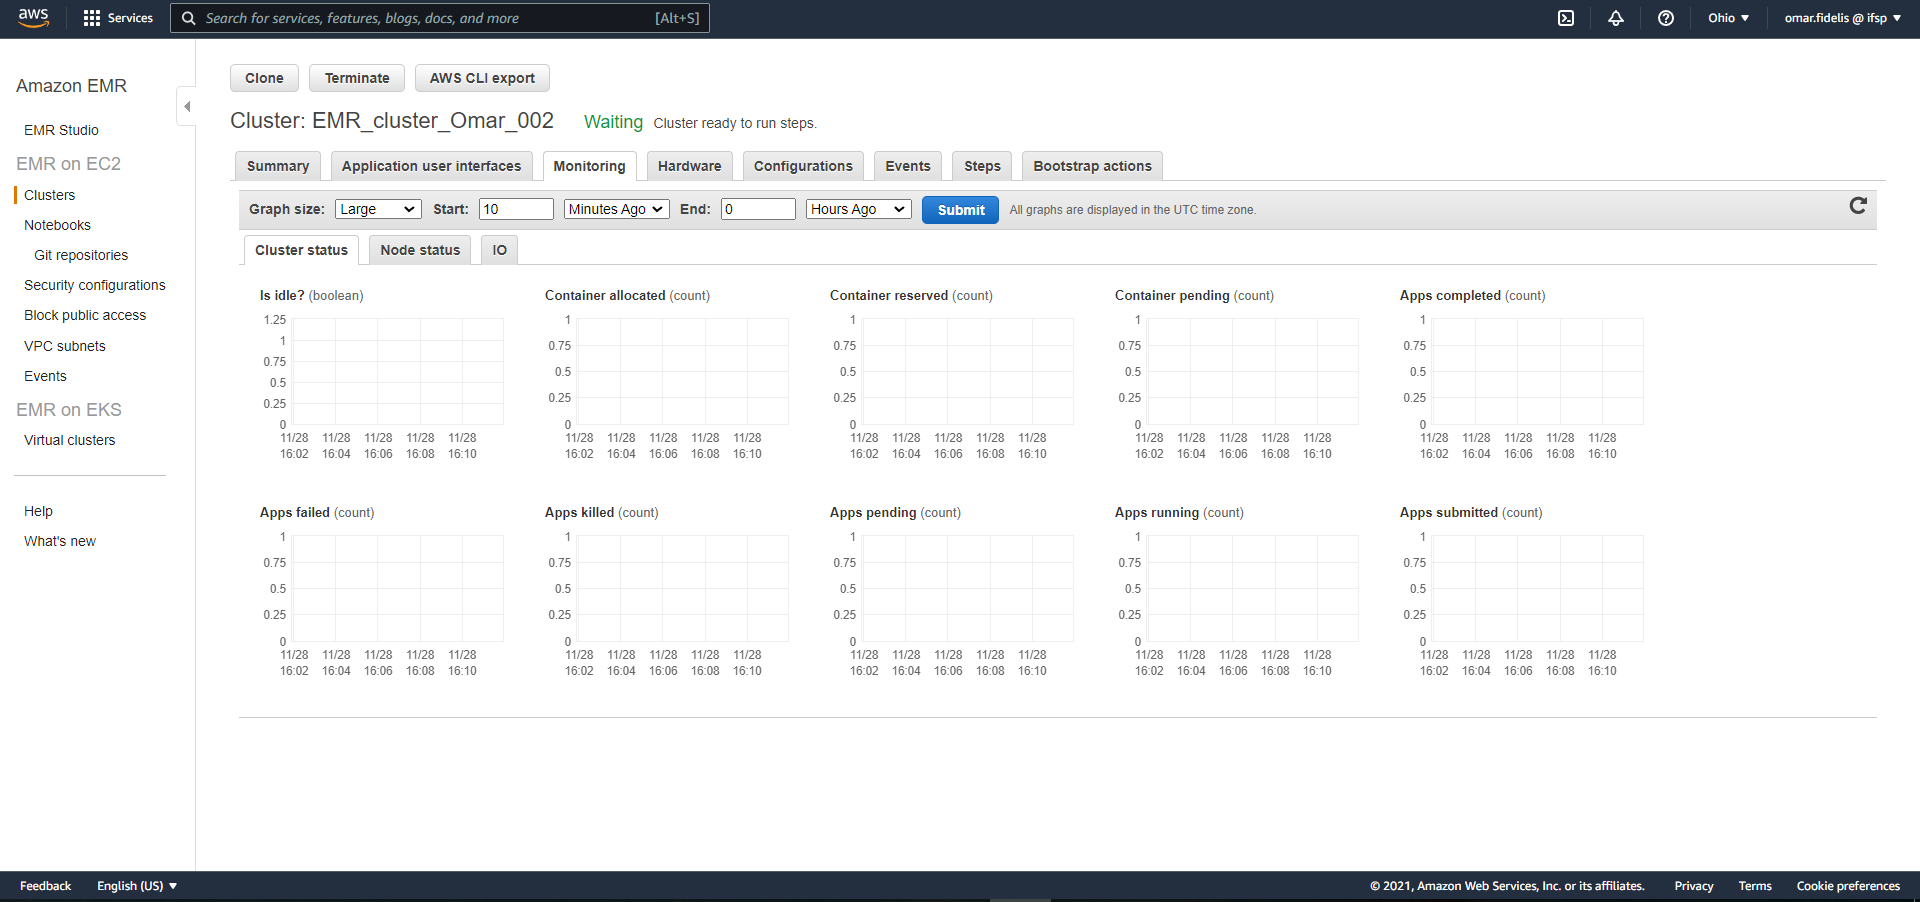 aws Services Search for services, features, blogs, docs, and more [Alt+S] Ohio ▼ omar.fidelis @ ifsp ▼
Amazon EMR
EMR Studio
EMR on EC2
Clusters
Notebooks
Git repositories
Security configurations
Block public access
VPC subnets
Events
EMR on EKS
Virtual clusters
Help
What's new
Clone Terminate AWS CLI export
Cluster: EMR_cluster_Omar_002 Waiting Cluster ready to run steps.
Summary Application user interfaces Monitoring Hardware Configurations Events Steps Bootstrap actions
Graph size: Large Start: 10 Minutes Ago End: 0 Hours Ago Submit All graphs are displayed in the UTC time zone.
Cluster status Node status IO
Is idle? (boolean) Container allocated (count) Container reserved (count) Container pending (count) Apps completed (count)
1.25 1 1 1 1
1
0.75 0.75 0.75 0.75 0.75
0.5 0.5 0.5 0.5 0.5
0.25 0.25 0.25 0.25 0.25
0 0 0 0 0
11/28 11/28 11/28 11/28 11/28 11/28 11/28 11/28 11/28 11/28 11/28 11/28 11/28 11/28 11/28 11/28 11/28 11/28 11/28 11/28 11/28 11/28 11/28 11/28 11/28
16:02 16:04 16:06 16:08 16:10 16:02 16:04 16:06 16:08 16:10 16:02 16:04 16:06 16:08 16:10 16:02 16:04 16:06 16:08 16:10 16:02 16:04 16:06 16:08 16:10
Apps failed (count) Apps killed (count) Apps pending (count) Apps running (count) Apps submitted (count)
1 1 1 1 1
0.75 0.75 0.75 0.75 0.75
0.5 0.5 0.5 0.5 0.5
0.25 0.25 0.25 0.25 0.25
0 0 0 0 0
11/28 11/28 11/28 11/28 11/28 11/28 11/28 11/28 11/28 11/28 11/28 11/28 11/28 11/28 11/28 11/28 11/28 11/28 11/28 11/28 11/28 11/28 11/28 11/28 11/28
16:02 16:04 16:06 16:08 16:10 16:02 16:04 16:06 16:08 16:10 16:02 16:04 16:06 16:08 16:10 16:02 16:04 16:06 16:08 16:10 16:02 16:04 16:06 16:08 16:10
Feedback English (US) ▼ © 2021, Amazon Web Services, Inc. or its affiliates. Privacy Terms Cookie preferences